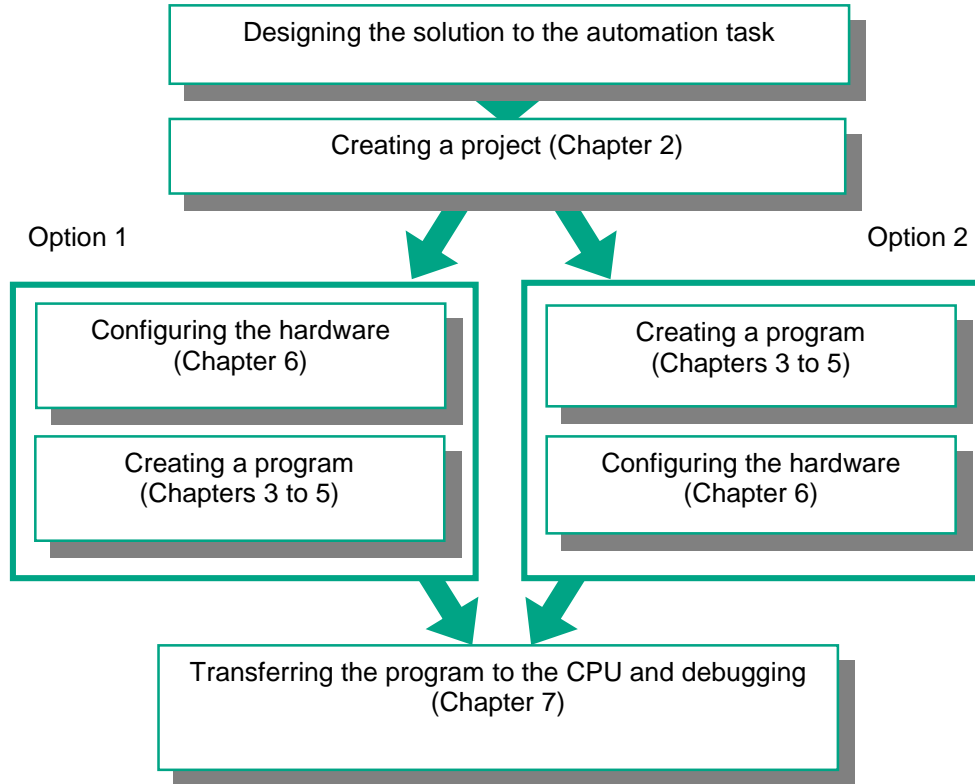 Designing the solution to the automation task
Creating a project (Chapter 2)
Option 1
Option 2
Configuring the hardware
(Chapter 6)
Creating a program
(Chapters 3 to 5)
Creating a program
(Chapters 3 to 5)
Configuring the hardware
(Chapter 6)
Transferring the program to the CPU and debugging
(Chapter 7)